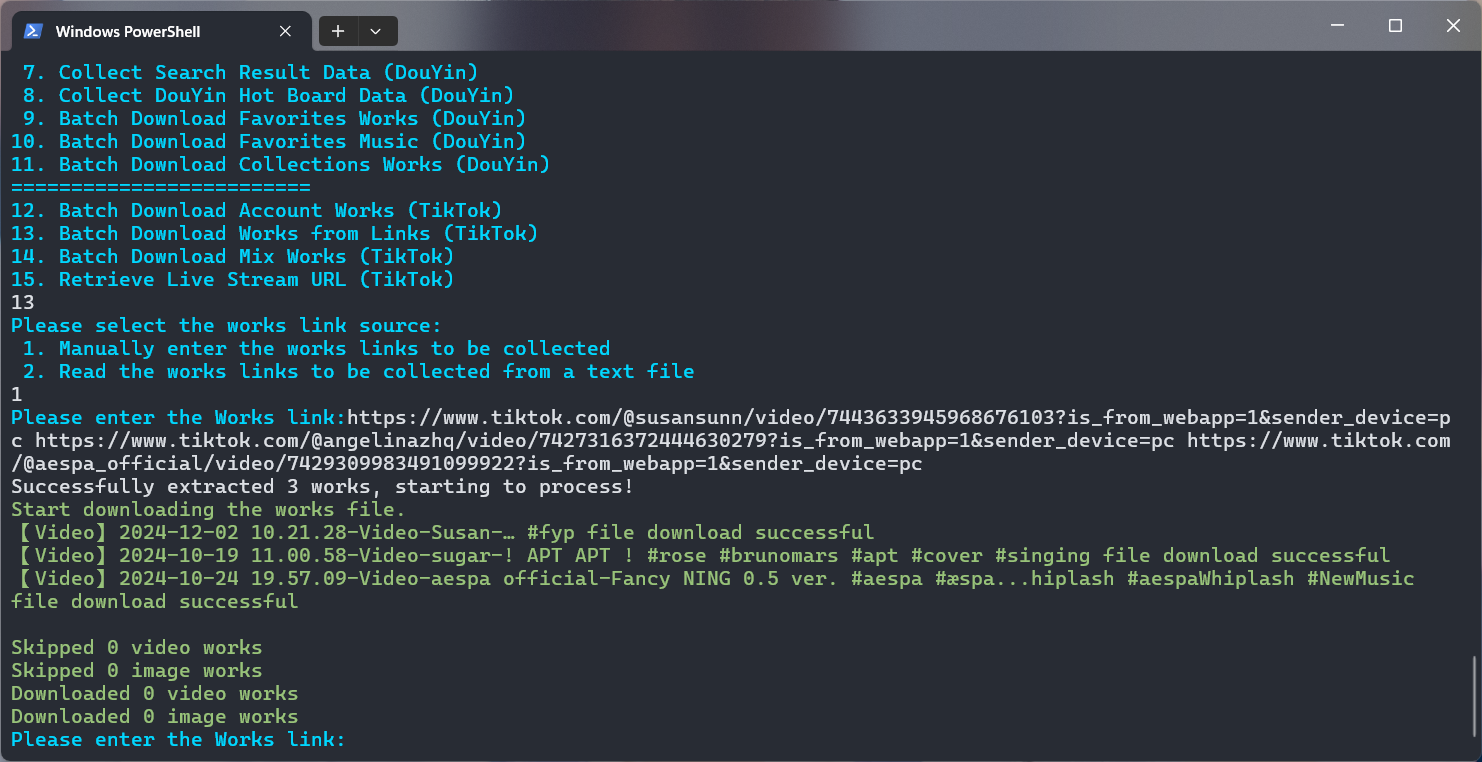 Windows PowerShell
7. Collect Search Result Data (DouYin)
8. Collect DouYin Hot Board Data (DouYin)
9. Batch Download Favorites Works (DouYin)
10. Batch Download Favorites Music (DouYin)
11. Batch Download Collections Works (DouYin)
=========================
12. Batch Download Account Works (TikTok)
13. Batch Download Works from Links (TikTok)
14. Batch Download Mix Works (TikTok)
15. Retrieve Live Stream URL (TikTok)
13
Please select the works link source:
1. Manually enter the works links to be collected
2. Read the works links to be collected from a text file
1
Please enter the Works link:https://www.tiktok.com/@susansunn/video/7443633945968676103?is_from_webapp=1&sender_device=p
c https://www.tiktok.com/@angelinazhq/video/7427316372444630279?is_from_webapp=1&sender_device=pc https://www.tiktok.com
/@aespa_official/video/7429309983491099922?is_from_webapp=1&sender_device=pc
Successfully extracted 3 works, starting to process!
Start downloading the works file.
【Video】2024-12-02 10.21.28-Video-Susan-… #fyp file download successful
【Video】2024-10-19 11.00.58-Video-sugar-! APT APT ! #rose #brunomars #apt #cover #singing file download successful
【Video】2024-10-24 19.57.09-Video-aespa official-Fancy NING 0.5 ver. #aespa #æspa...hiplash #aespaWhiplash #NewMusic
file download successful
Skipped 0 video works
Skipped 0 image works
Downloaded 0 video works
Downloaded 0 image works
Please enter the Works link: